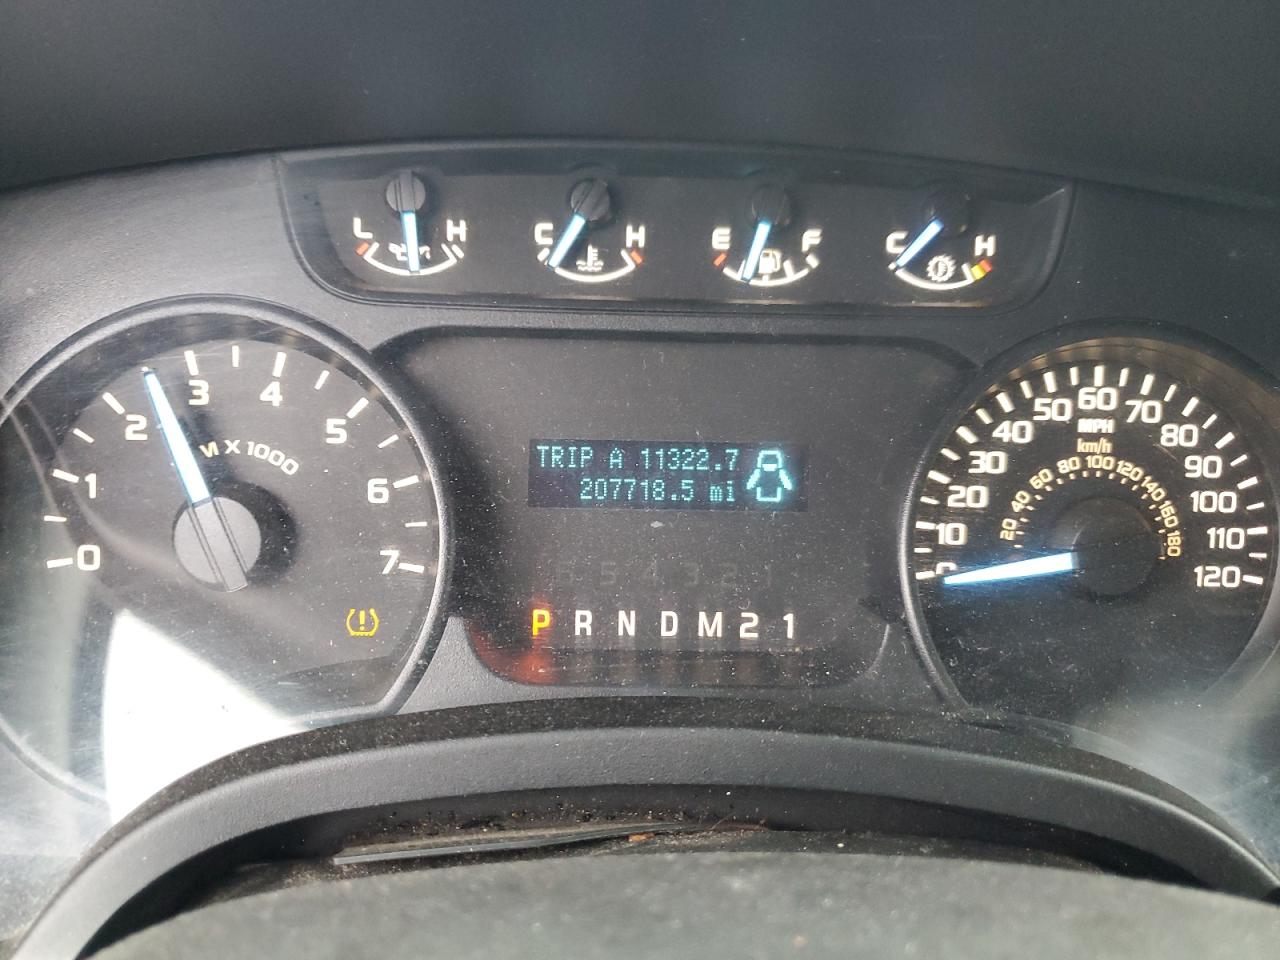 L H
C H
E F
C H
0 1 2 3 4 5 6 7
X 1000
TRIP A 11322.7
207718.5 mi
6 5 4 3 2 1
P R N D M 2 1
0 10 20 30 40 50 60 70 80 90 100 110 120
MPH
km/h
20 40 60 80 100 120 140 160 180